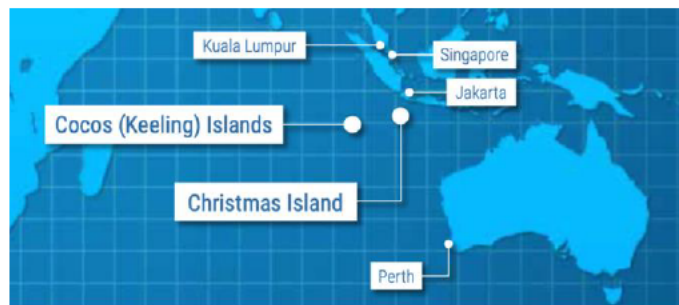 Kuala Lumpur
Singapore
Jakarta
Cocos (Keeling) Islands
Christmas Island
Perth